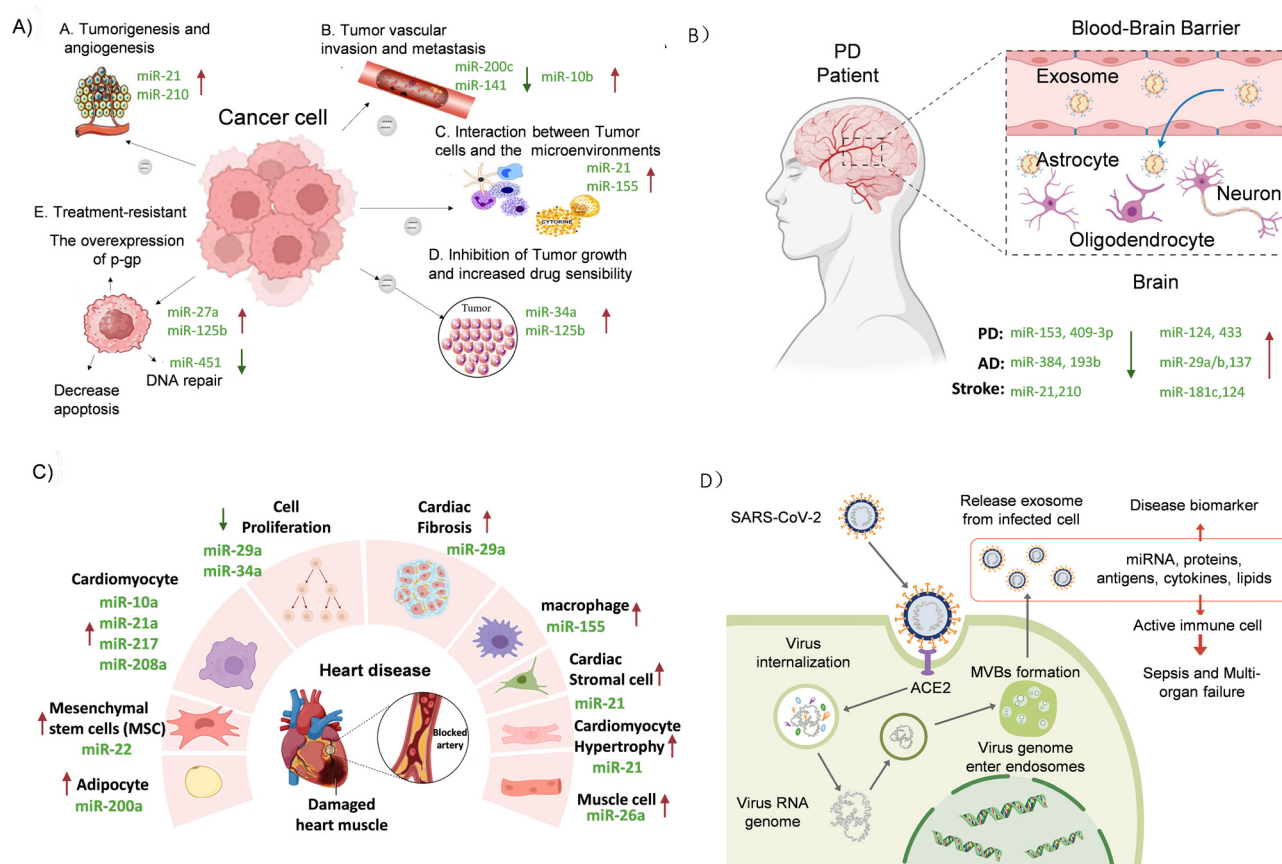 A)
A. Tumorigenesis and
angiogenesis
miR-21
miR-210
B. Tumor vascular
invasion and metastasis
miR-200c
miR-141
miR-10b
Cancer cell
C. Interaction between Tumor
cells and the microenvironments
miR-21
miR-155
CYTOKINE
E. Treatment-resistant
The overexpression
of p-gp
miR-27a
miR-125b
miR-451
DNA repair
Decrease
apoptosis
D. Inhibition of Tumor growth
and increased drug sensibility
Tumor
miR-34a
miR-125b
B)
PD
Patient
Blood-Brain Barrier
Exosome
Astrocyte
Neuron
Oligodendrocyte
Brain
PD: miR-153, 409-3p miR-124, 433
AD: miR-384, 193b miR-29a/b,137
Stroke: miR-21,210 miR-181c,124
C)
Cell
Proliferation
miR-29a
miR-34a
Cardiac
Fibrosis
miR-29a
Cardiomyocyte
miR-10a
miR-21a
miR-217
miR-208a
macrophage
miR-155
Mesenchymal
stem cells (MSC)
miR-22
Heart disease
Blocked
artery
Damaged
heart muscle
Cardiac
Stromal cell
miR-21
Cardiomyocyte
Hypertrophy
miR-21
Adipocyte
miR-200a
Muscle cell
miR-26a
D)
SARS-CoV-2
Release exosome
from infected cell
Disease biomarker
miRNA, proteins,
antigens, cytokines, lipids
Active immune cell
Sepsis and Multi-
organ failure
Virus
internalization
ACE2
MVBs formation
Virus genome
enter endosomes
Virus RNA
genome